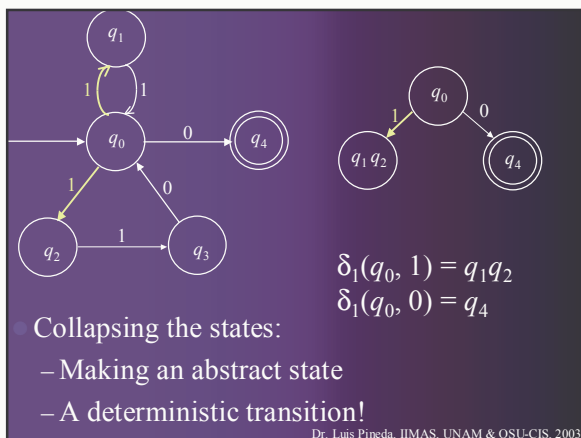 q1
1
1
q0
0
q4
1
0
q2
1
q3
q0
1
0
q1 q2
q4
δ1(q0, 1) = q1q2
δ1(q0, 0) = q4
Collapsing the states:
– Making an abstract state
– A deterministic transition!
Dr. Luis Pineda, IIMAS, UNAM & OSU-CIS, 2003